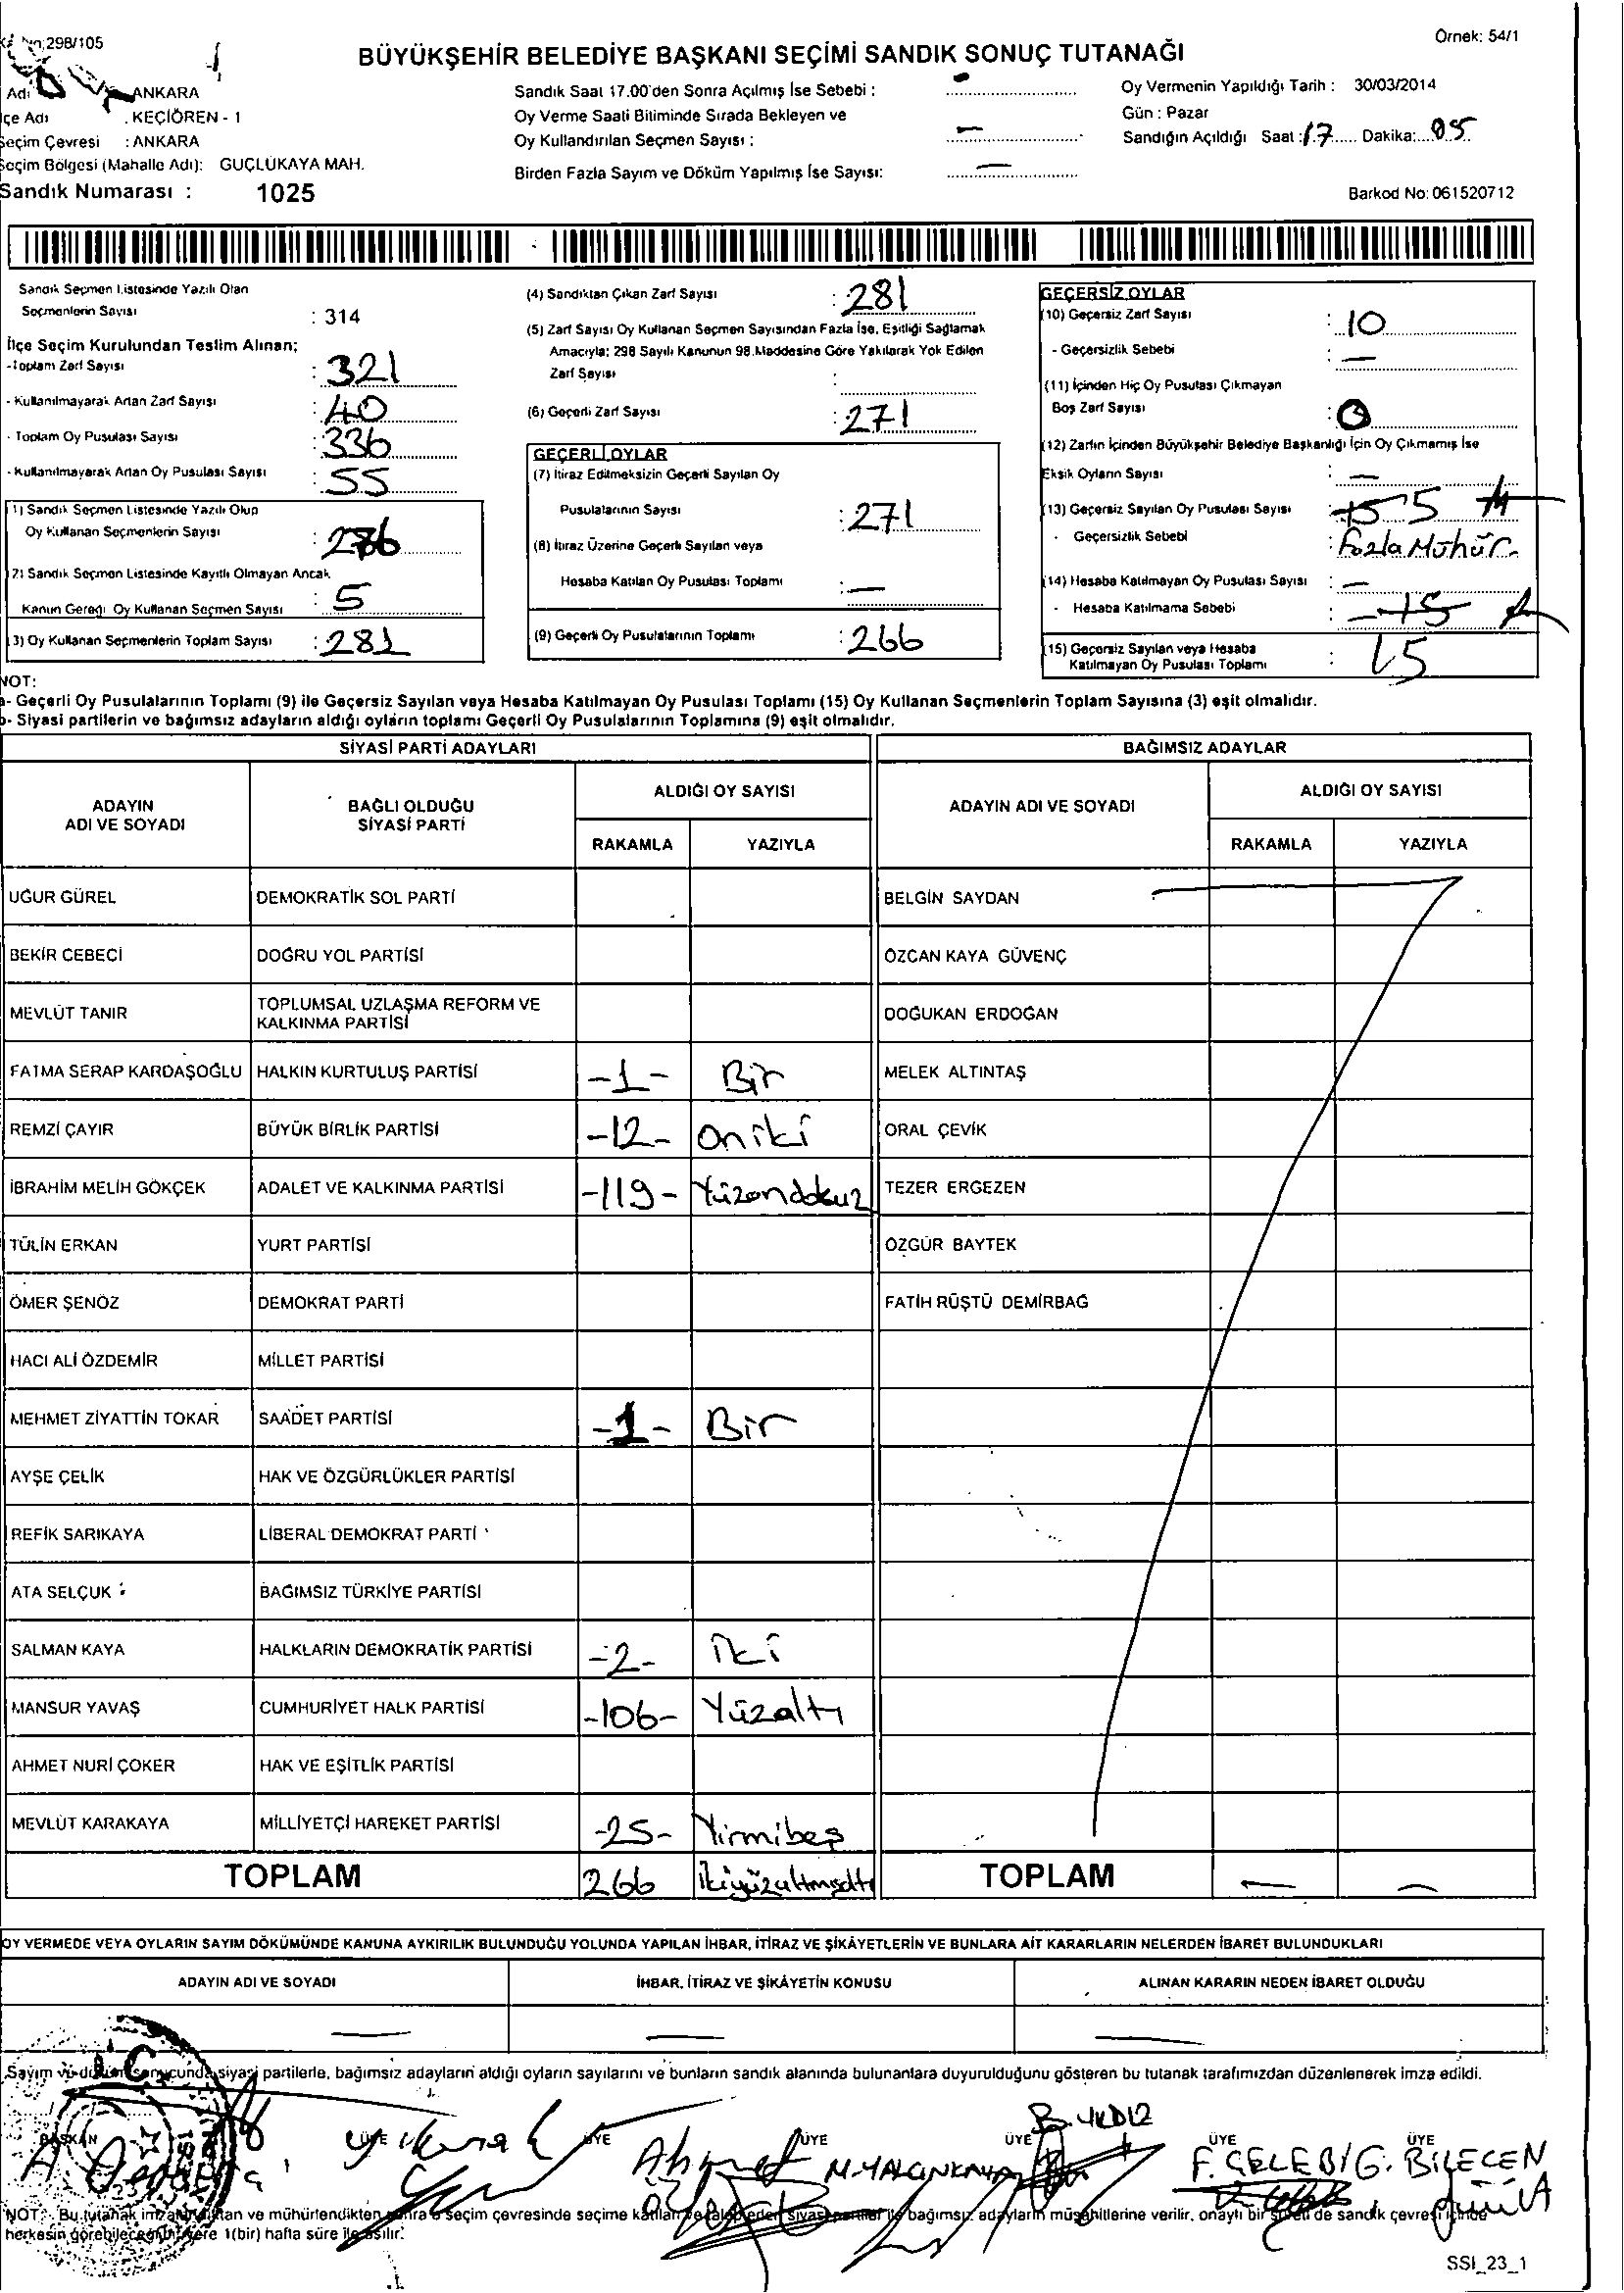 298/105
Örnek: 54/1
BÜYÜKŞEHİR BELEDİYE BAŞKANI SEÇİMİ SANDIK SONUÇ TUTANAĞI
Adı ANKARA
lçe Adı . KEÇİÖREN - 1
Seçim Çevresi : ANKARA
Seçim Bölgesi (Mahalle Adı): GUÇLÜKAYA MAH.
Sandık Numarası : 1025
Sandık Saat 17.00'den Sonra Açılmış İse Sebebi : -
Oy Verme Saati Bitiminde Sırada Bekleyen ve
Oy Kullandırılan Seçmen Sayısı : -
Birden Fazla Sayım ve Döküm Yapılmış İse Sayısı: -
Oy Vermenin Yapıldığı Tarih : 30/03/2014
Gün : Pazar
Sandığın Açıldığı Saat : 17 Dakika: 05
Barkod No: 061520712
Sandık Seçmen Listesinde Yazılı Olan
Seçmenlerin Sayısı : 314
İlçe Seçim Kurulundan Teslim Alınan;
-Toplam Zarf Sayısı : 321
- Kullanılmayarak Artan Zarf Sayısı : 40
- Toplam Oy Pusulası Sayısı : 336
- Kullanılmayarak Artan Oy Pusulası Sayısı : 55
1) Sandık Seçmen Listesinde Yazılı Olup
Oy Kullanan Seçmenlerin Sayısı : 276
2) Sandık Seçmen Listesinde Kayıtlı Olmayan Ancak
Kanun Gereği Oy Kullanan Seçmen Sayısı : 5
3) Oy Kullanan Seçmenlerin Toplam Sayısı : 281
(4) Sandıktan Çıkan Zarf Sayısı : 281
(5) Zarf Sayısı Oy Kullanan Seçmen Sayısından Fazla İse, Eşitliği Sağlamak
Amacıyla; 298 Sayılı Kanunun 98.Maddesine Göre Yakılarak Yok Edilen
Zarf Sayısı :
(6) Geçerli Zarf Sayısı : 271
GEÇERLİ OYLAR
(7) İtiraz Edilmeksizin Geçerli Sayılan Oy
Pusulalarının Sayısı : 271
(8) İtiraz Üzerine Geçerli Sayılan veya
Hesaba Katılan Oy Pusulası Toplamı : -
(9) Geçerli Oy Pusulalarının Toplamı : 266
GEÇERSİZ OYLAR
(10) Geçersiz Zarf Sayısı : 10
- Geçersizlik Sebebi : -
(11) İçinden Hiç Oy Pusulası Çıkmayan
Boş Zarf Sayısı : 0
(12) Zarfın İçinden Büyükşehir Belediye Başkanlığı İçin Oy Çıkmamış İse
Eksik Oyların Sayısı : -
(13) Geçersiz Sayılan Oy Pusulası Sayısı : 15 5
- Geçersizlik Sebebi : Fazla Mühür
(14) Hesaba Katılmayan Oy Pusulası Sayısı : -
- Hesaba Katılmama Sebebi : -15
(15) Geçersiz Sayılan veya Hesaba
Katılmayan Oy Pusulası Toplamı : 15
NOT:
a- Geçerli Oy Pusulalarının Toplamı (9) ile Geçersiz Sayılan veya Hesaba Katılmayan Oy Pusulası Toplamı (15) Oy Kullanan Seçmenlerin Toplam Sayısına (3) eşit olmalıdır.
b- Siyasi partilerin ve bağımsız adayların aldığı oyların toplamı Geçerli Oy Pusulalarının Toplamına (9) eşit olmalıdır.
SİYASİ PARTİ ADAYLARI BAĞIMSIZ ADAYLAR
ADAYIN ADI VE SOYADI BAĞLI OLDUĞU SİYASİ PARTİ ALDIĞI OY SAYISI ADAYIN ADI VE SOYADI ALDIĞI OY SAYISI
RAKAMLA YAZIYLA RAKAMLA YAZIYLA
UĞUR GÜREL DEMOKRATİK SOL PARTİ BELGİN SAYDAN
BEKİR CEBECİ DOĞRU YOL PARTİSİ ÖZCAN KAYA GÜVENÇ
MEVLÜT TANIR TOPLUMSAL UZLAŞMA REFORM VE KALKINMA PARTİSİ DOĞUKAN ERDOĞAN
FATMA SERAP KARDAŞOĞLU HALKIN KURTULUŞ PARTİSİ -1- Bir MELEK ALTINTAŞ
REMZİ ÇAYIR BÜYÜK BİRLİK PARTİSİ -12- oniki ORAL ÇEVİK
İBRAHİM MELİH GÖKÇEK ADALET VE KALKINMA PARTİSİ -119- Yüzondokuz TEZER ERGEZEN
TÜLİN ERKAN YURT PARTİSİ ÖZGÜR BAYTEK
ÖMER ŞENÖZ DEMOKRAT PARTİ FATİH RÜŞTÜ DEMİRBAĞ
HACI ALİ ÖZDEMİR MİLLET PARTİSİ
MEHMET ZİYATTİN TOKAR SAADET PARTİSİ -1- Bir
AYŞE ÇELİK HAK VE ÖZGÜRLÜKLER PARTİSİ
REFİK SARIKAYA LİBERAL DEMOKRAT PARTİ
ATA SELÇUK BAĞIMSIZ TÜRKİYE PARTİSİ
SALMAN KAYA HALKLARIN DEMOKRATİK PARTİSİ -2- iki
MANSUR YAVAŞ CUMHURİYET HALK PARTİSİ -106- Yüzaltı
AHMET NURİ ÇOKER HAK VE EŞİTLİK PARTİSİ
MEVLÜT KARAKAYA MİLLİYETÇİ HAREKET PARTİSİ -25- Yirmibeş
TOPLAM 266 ikiyüzaltmışaltı TOPLAM - -
OY VERMEDE VEYA OYLARIN SAYIM DÖKÜMÜNDE KANUNA AYKIRILIK BULUNDUĞU YOLUNDA YAPILAN İHBAR, İTİRAZ VE ŞİKÂYETLERİN VE BUNLARA AİT KARARLARIN NELERDEN İBARET BULUNDUKLARI
ADAYIN ADI VE SOYADI İHBAR, İTİRAZ VE ŞİKÂYETİN KONUSU ALINAN KARARIN NEDEN İBARET OLDUĞU
- - -
Sayım ve döküm sonucunda siyasi partilerle, bağımsız adayların aldığı oyların sayılarını ve bunların sandık alanında bulunanlara duyurulduğunu gösteren bu tutanak tarafımızdan düzenlenerek imza edildi.
BAŞKAN ÜYE ÜYE ÜYE ÜYE ÜYE ÜYE
Ahmet M.YALÇINKAYA B.YILDIZ F.ÇELEBİ G.BİLECEN
NOT: Bu tutanak imzalandıktan ve mühürlendikten sonra o seçim çevresinde seçime katılan ve talep eden siyasi partiler ile bağımsız adayların müşahitlerine verilir, onaylı bir sureti de sandık çevresi içinde
herkesin görebileceği bir yere 1(bir) hafta süre ile asılır.
SSI_23_1